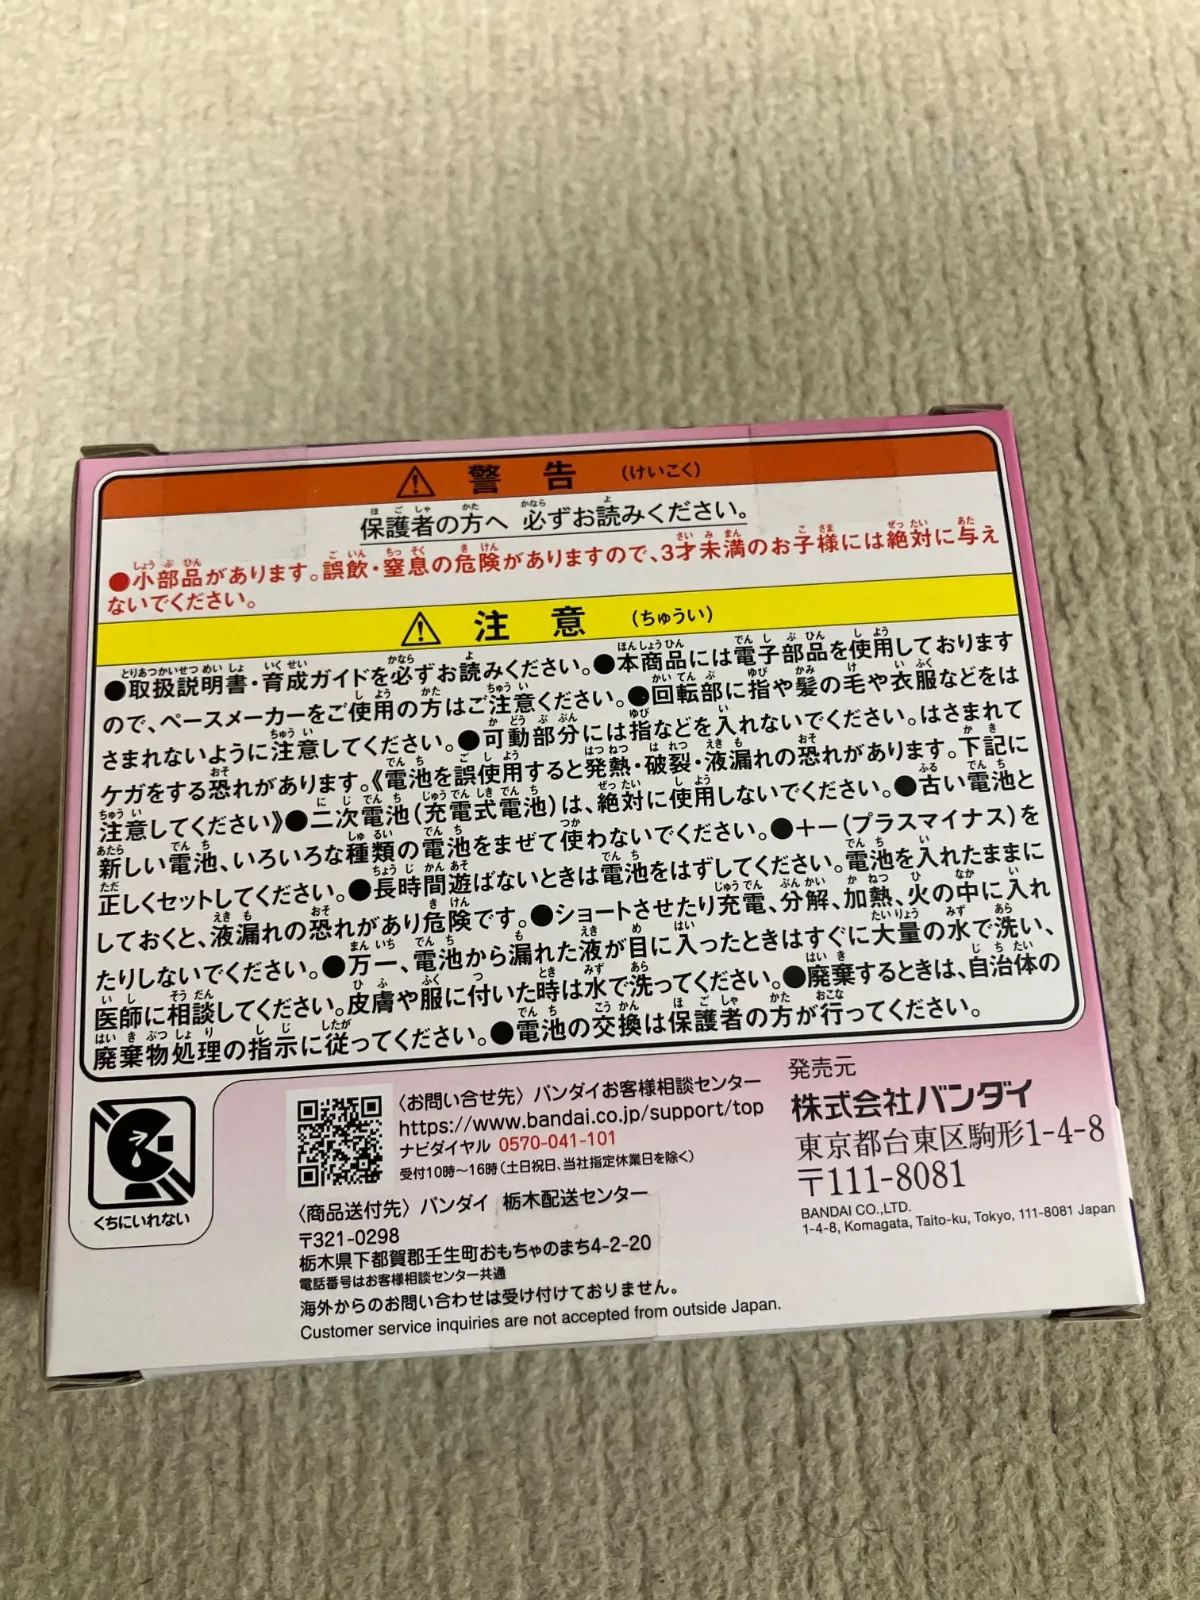 警告 (けいこく)
保護者の方へ 必ずお読みください。
●小部品があります。誤飲・窒息の危険がありますので、3才未満のお子様には絶対に与え
ないでください。
注意 (ちゅうい)
●取扱説明書・育成ガイドを必ずお読みください。●本商品には電子部品を使用しております
ので、ペースメーカーをご使用の方はご注意ください。●回転部に指や髪の毛や衣服などをは
さまれないように注意してください。●可動部分には指などを入れないでください。はさまれて
ケガをする恐れがあります。《電池を誤使用すると発熱・破裂・液漏れの恐れがあります。下記に
注意してください》●二次電池(充電式電池)は、絶対に使用しないでください。●古い電池と
新しい電池、いろいろな種類の電池をまぜて使わないでください。●+−(プラスマイナス)を
正しくセットしてください。●長時間遊ばないときは電池をはずしてください。電池を入れたままに
しておくと、液漏れの恐れがあり危険です。●ショートさせたり充電、分解、加熱、火の中に入れ
たりしないでください。●万一、電池から漏れた液が目に入ったときはすぐに大量の水で洗い、
医師に相談してください。皮膚や服に付いた時は水で洗ってください。●廃棄するときは、自治体の
廃棄物処理の指示に従ってください。●電池の交換は保護者の方が行ってください。
くちにいれない
〈お問い合せ先〉バンダイお客様相談センター
https://www.bandai.co.jp/support/top
ナビダイヤル 0570-041-101
受付10時〜16時(土日祝日、当社指定休業日を除く)
〈商品送付先〉バンダイ 栃木配送センター
〒321-0298
栃木県下都賀郡壬生町おもちゃのまち4-2-20
電話番号はお客様相談センター共通
海外からのお問い合わせは受け付けておりません。
Customer service inquiries are not accepted from outside Japan.
発売元
株式会社バンダイ
東京都台東区駒形1-4-8
〒111-8081
BANDAI CO.,LTD.
1-4-8, Komagata, Taito-ku, Tokyo, 111-8081 Japan